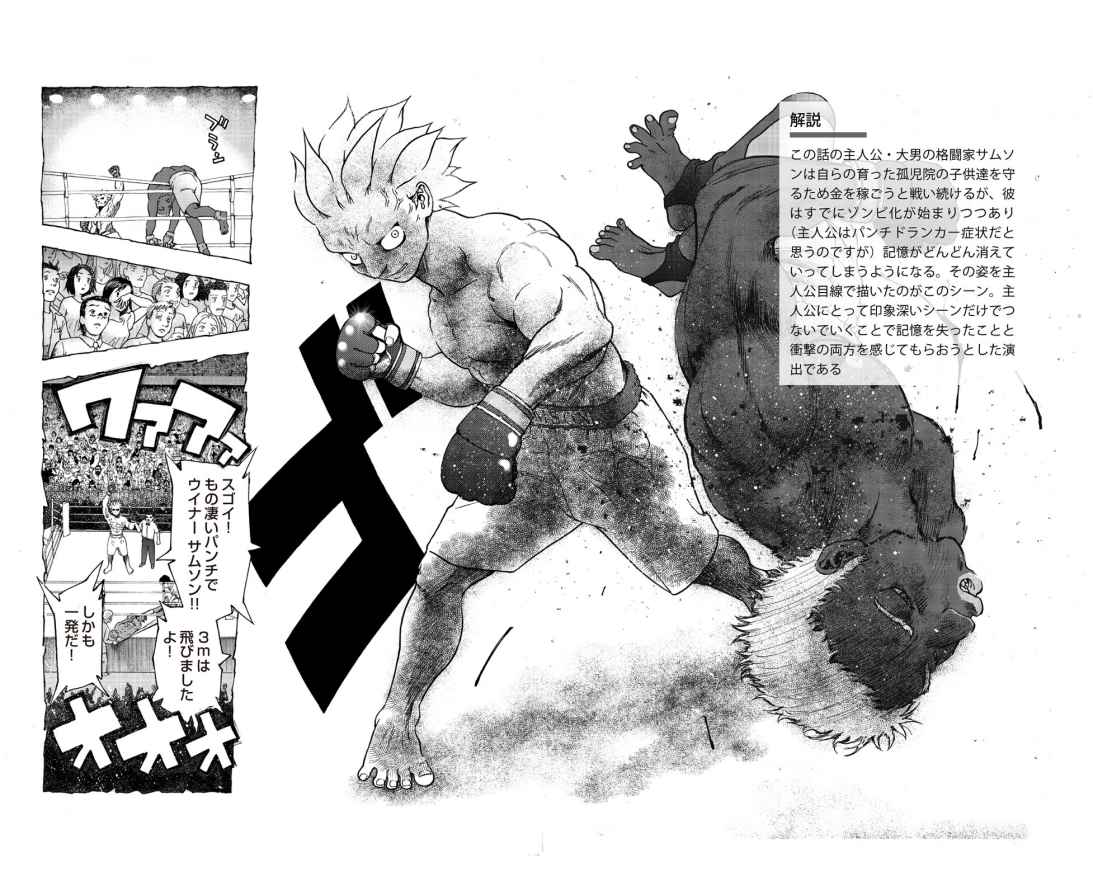 解説
この話の主人公・大男の格闘家サムソ
ンは自らの育った孤児院の子供達を守
るため金を稼ごうと戦い続けるが、彼
はすでにゾンビ化が始まりつつあり
（主人公はパンチドランカー症状だと
思うのですが）記憶がどんどん消えて
いってしまうようになる。その姿を主
人公目線で描いたのがこのシーン。主
人公にとって印象深いシーンだけでつ
ないでいくことで記憶を失ったことと
衝撃の両方を感じてもらおうとした演
出である
ゴ
ブラン
ワァァァ
スゴイ！
もの凄いパンチで
ウイナーサムソン!!
3mは
飛びました
よ！
しかも
一発だ！
オオオ